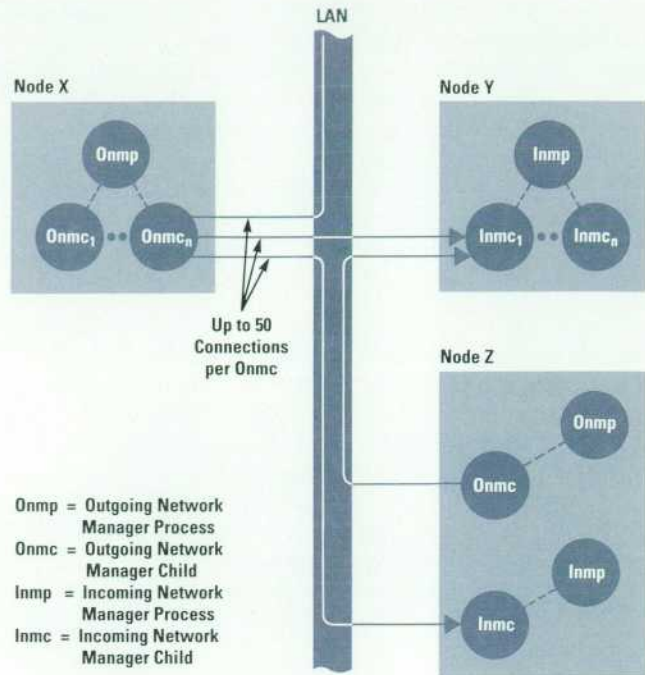 LAN
Node X
Node Y
Onmp
Inmp
Onmc1
Onmcn
Inmc1
Inmcn
Up to 50
Connections
per Onmc
Node Z
Onmp
Onmc
Inmp
Inmc
Onmp = Outgoing Network
Manager Process
Onmc = Outgoing Network
Manager Child
Inmp = Incoming Network
Manager Process
Inmc = Incoming Network
Manager Child